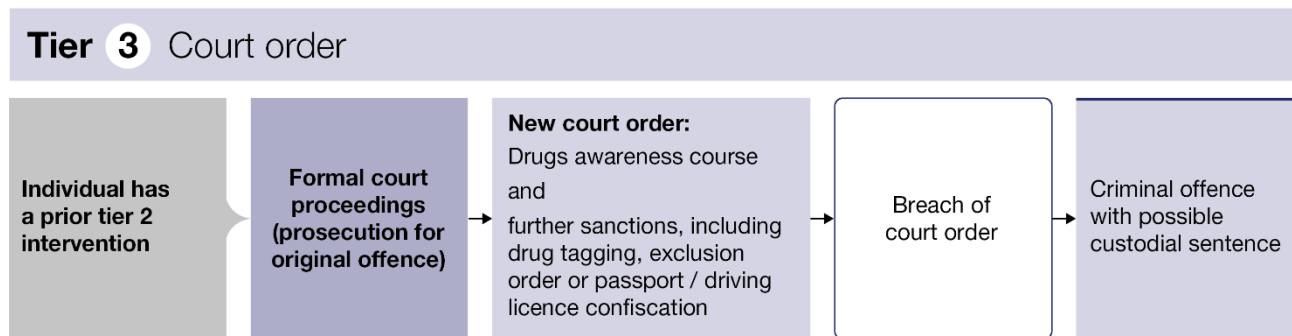 Tier 3 Court order
Individual has
a prior tier 2
intervention
Formal court
proceedings
(prosecution for
original offence)
New court order:
Drugs awareness course
and
further sanctions, including
drug tagging, exclusion
order or passport / driving
licence confiscation
Breach of
court order
Criminal offence
with possible
custodial sentence